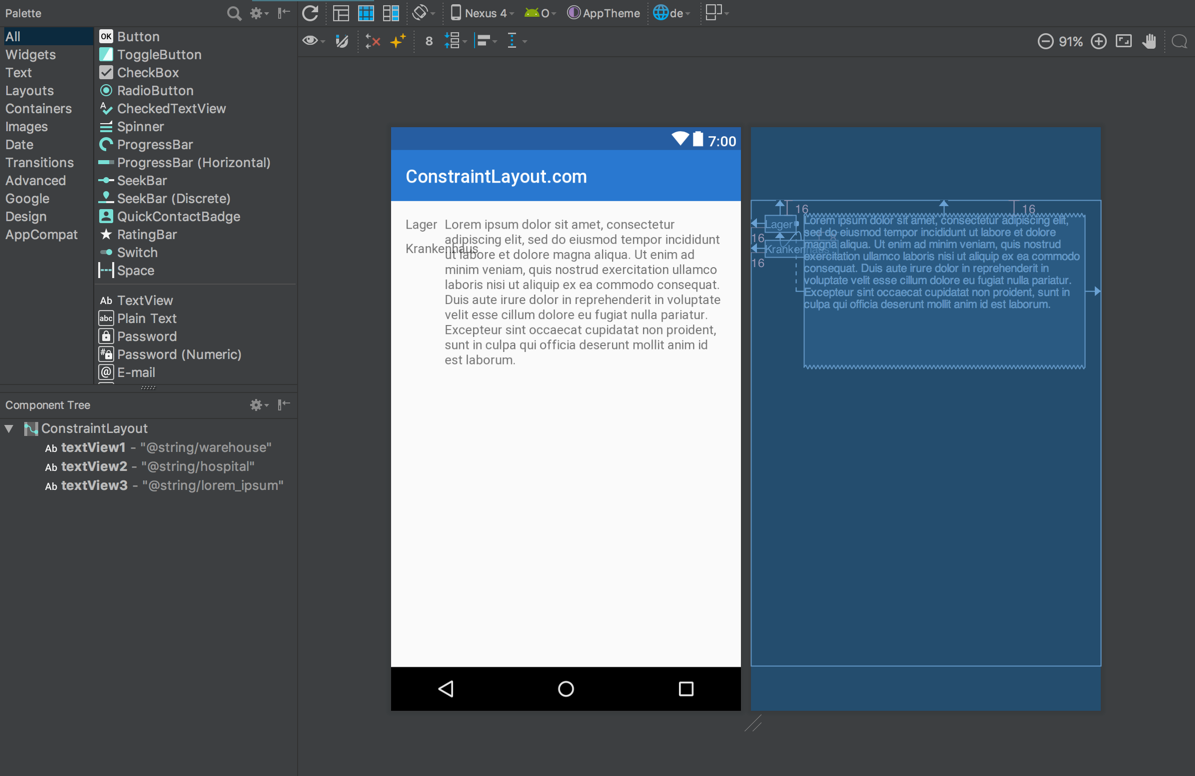 Palette
Nexus 4
O
AppTheme
de
8
91%
All
Widgets
Text
Layouts
Containers
Images
Date
Transitions
Advanced
Google
Design
AppCompat
OK Button
ToggleButton
CheckBox
RadioButton
A CheckedTextView
Spinner
ProgressBar
ProgressBar (Horizontal)
SeekBar
SeekBar (Discrete)
QuickContactBadge
RatingBar
Switch
Space
Ab TextView
abc Plain Text
Password
# Password (Numeric)
@ E-mail
Component Tree
ConstraintLayout
Ab textView1 - "@string/warehouse"
Ab textView2 - "@string/hospital"
Ab textView3 - "@string/lorem_ipsum"
7:00
ConstraintLayout.com
Lager
Krankenhaus
Lorem ipsum dolor sit amet, consectetur
adipiscing elit, sed do eiusmod tempor incididunt
ut labore et dolore magna aliqua. Ut enim ad
minim veniam, quis nostrud exercitation ullamco
laboris nisi ut aliquip ex ea commodo consequat.
Duis aute irure dolor in reprehenderit in voluptate
velit esse cillum dolore eu fugiat nulla pariatur.
Excepteur sint occaecat cupidatat non proident,
sunt in culpa qui officia deserunt mollit anim id
est laborum.
16
16
Lager
16
Krankenhaus
16
Lorem ipsum dolor sit amet, consectetur adipiscing elit,
sed do eiusmod tempor incididunt ut labore et dolore
magna aliqua. Ut enim ad minim veniam, quis nostrud
exercitation ullamco laboris nisi ut aliquip ex ea commodo
consequat. Duis aute irure dolor in reprehenderit in
voluptate velit esse cillum dolore eu fugiat nulla pariatur.
Excepteur sint occaecat cupidatat non proident, sunt in
culpa qui officia deserunt mollit anim id est laborum.